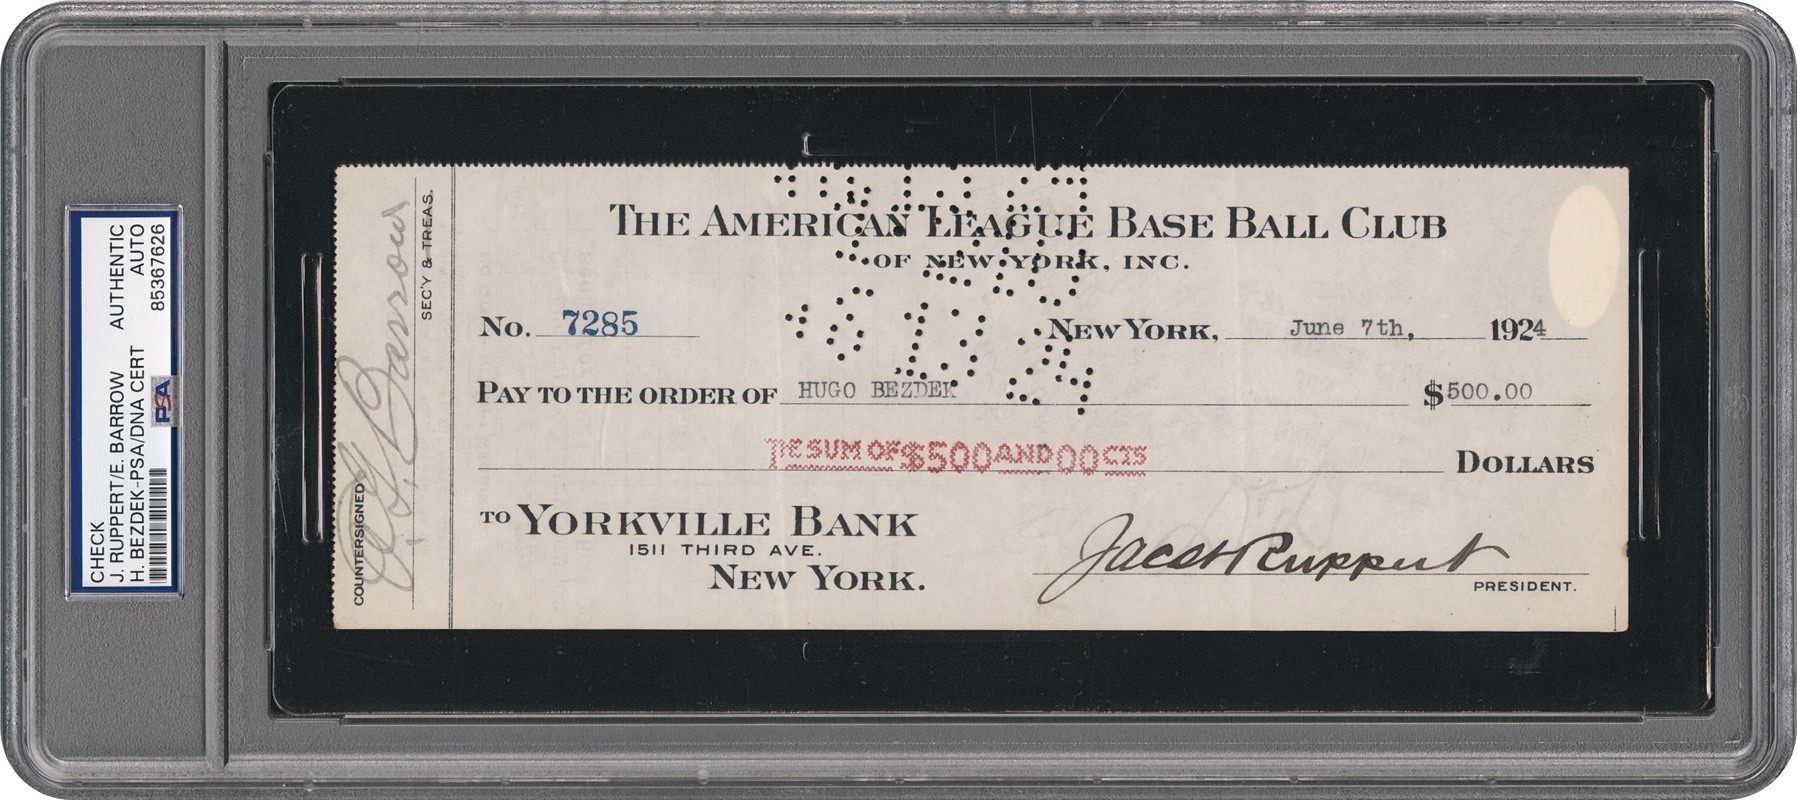 CHECK AUTHENTIC
J. RUPPERT/E. BARROW AUTO
H. BEZDEK-PSA/DNA CERT 85367626
PSA
COUNTERSIGNED
E. G. Barrow
SEC'Y & TREAS.
THE AMERICAN LEAGUE BASE BALL CLUB
OF NEW YORK, INC.
No. 7285
NEW YORK, June 7th, 1924
6 17 24
PAY TO THE ORDER OF HUGO BEZDEK $500.00
THE SUM OF $500 AND 00 CTS DOLLARS
TO YORKVILLE BANK
1511 THIRD AVE.
NEW YORK.
Jacob Ruppert
PRESIDENT.